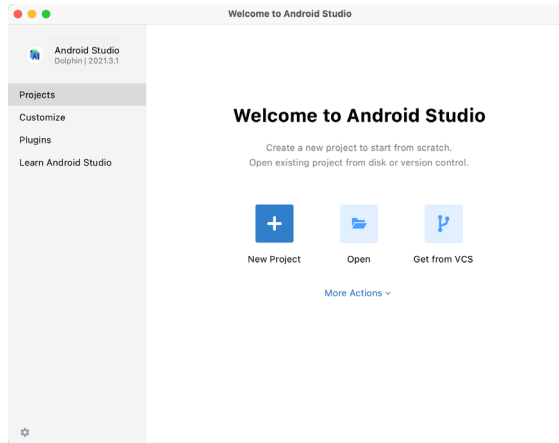 Welcome to Android Studio
Android Studio
Dolphin | 2021.3.1
Projects
Customize
Plugins
Learn Android Studio
Welcome to Android Studio
Create a new project to start from scratch.
Open existing project from disk or version control.
New Project Open Get from VCS
More Actions